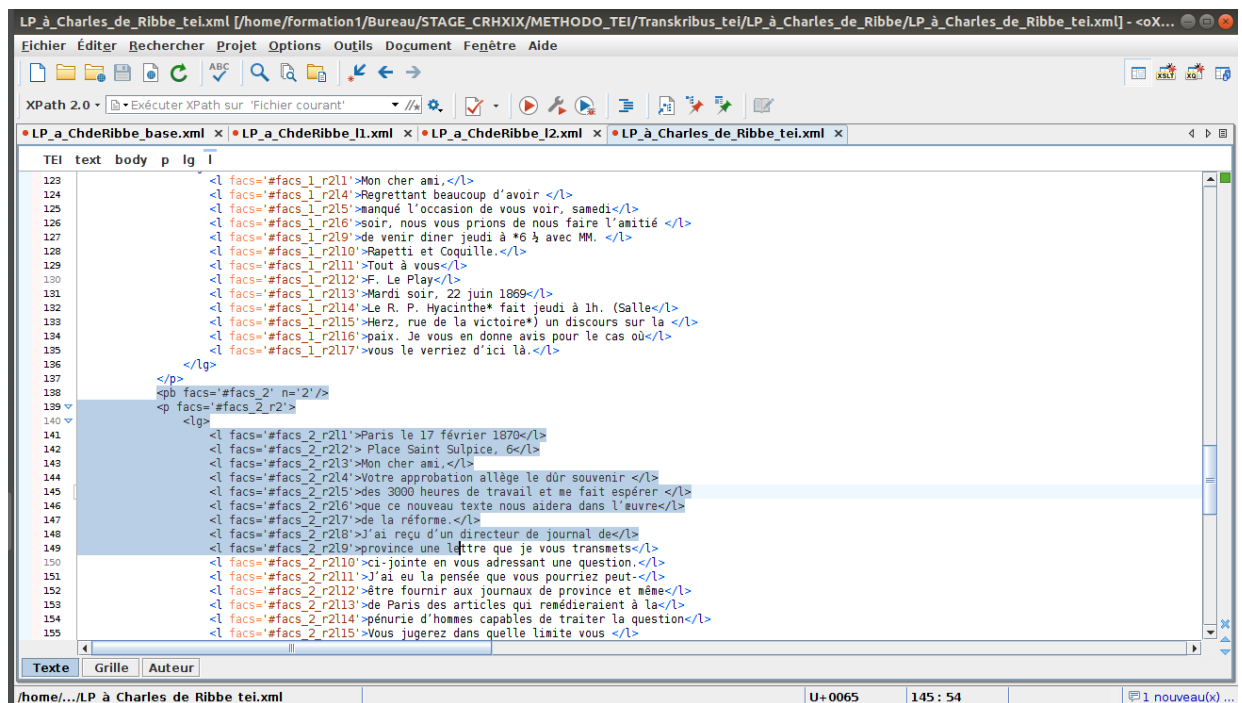 LP_à_Charles_de_Ribbe_tei.xml [/home/formation1/Bureau/STAGE_CRHXIX/METHODO_TEI/Transkribus_tei/LP_à_Charles_de_Ribbe/LP_à_Charles_de_Ribbe_tei.xml] - <oX...
Fichier Éditer Rechercher Projet Options Outils Document Fenêtre Aide
ABC
XSLT XQ
XPath 2.0 Exécuter XPath sur 'Fichier courant'
LP_a_ChdeRibbe_base.xml x LP_a_ChdeRibbe_l1.xml x LP_a_ChdeRibbe_l2.xml x LP_à_Charles_de_Ribbe_tei.xml x
TEI text body p lg l
123 <l facs='#facs_1_r2l1'>Mon cher ami,</l>
124 <l facs='#facs_1_r2l4'>Regrettant beaucoup d'avoir </l>
125 <l facs='#facs_1_r2l5'>manqué l'occasion de vous voir, samedi</l>
126 <l facs='#facs_1_r2l6'>soir, nous vous prions de nous faire l'amitié </l>
127 <l facs='#facs_1_r2l9'>de venir diner jeudi à *6 ½ avec MM. </l>
128 <l facs='#facs_1_r2l10'>Rapetti et Coquille.</l>
129 <l facs='#facs_1_r2l11'>Tout à vous</l>
130 <l facs='#facs_1_r2l12'>F. Le Play</l>
131 <l facs='#facs_1_r2l13'>Mardi soir, 22 juin 1869</l>
132 <l facs='#facs_1_r2l14'>Le R. P. Hyacinthe* fait jeudi à 1h. (Salle</l>
133 <l facs='#facs_1_r2l15'>Herz, rue de la victoire*) un discours sur la </l>
134 <l facs='#facs_1_r2l16'>paix. Je vous en donne avis pour le cas où</l>
135 <l facs='#facs_1_r2l17'>vous le verriez d'ici là.</l>
136 </lg>
137 </p>
138 <pb facs='#facs_2' n='2'/>
139 <p facs='#facs_2_r2'>
140 <lg>
141 <l facs='#facs_2_r2l1'>Paris le 17 février 1870</l>
142 <l facs='#facs_2_r2l2'> Place Saint Sulpice, 6</l>
143 <l facs='#facs_2_r2l3'>Mon cher ami,</l>
144 <l facs='#facs_2_r2l4'>Votre approbation allège le dûr souvenir </l>
145 <l facs='#facs_2_r2l5'>des 3000 heures de travail et me fait espérer </l>
146 <l facs='#facs_2_r2l6'>que ce nouveau texte nous aidera dans l'œuvre</l>
147 <l facs='#facs_2_r2l7'>de la réforme.</l>
148 <l facs='#facs_2_r2l8'>J'ai reçu d'un directeur de journal de</l>
149 <l facs='#facs_2_r2l9'>province une lettre que je vous transmets</l>
150 <l facs='#facs_2_r2l10'>ci-jointe en vous adressant une question.</l>
151 <l facs='#facs_2_r2l11'>J'ai eu la pensée que vous pourriez peut-</l>
152 <l facs='#facs_2_r2l12'>être fournir aux journaux de province et même</l>
153 <l facs='#facs_2_r2l13'>de Paris des articles qui remédieraient à la</l>
154 <l facs='#facs_2_r2l14'>pénurie d'hommes capables de traiter la question</l>
155 <l facs='#facs_2_r2l15'>Vous jugerez dans quelle limite vous </l>
Texte Grille Auteur
/home/.../LP à Charles de Ribbe tei.xml U+0065 145 : 54 1 nouveau(x) ...